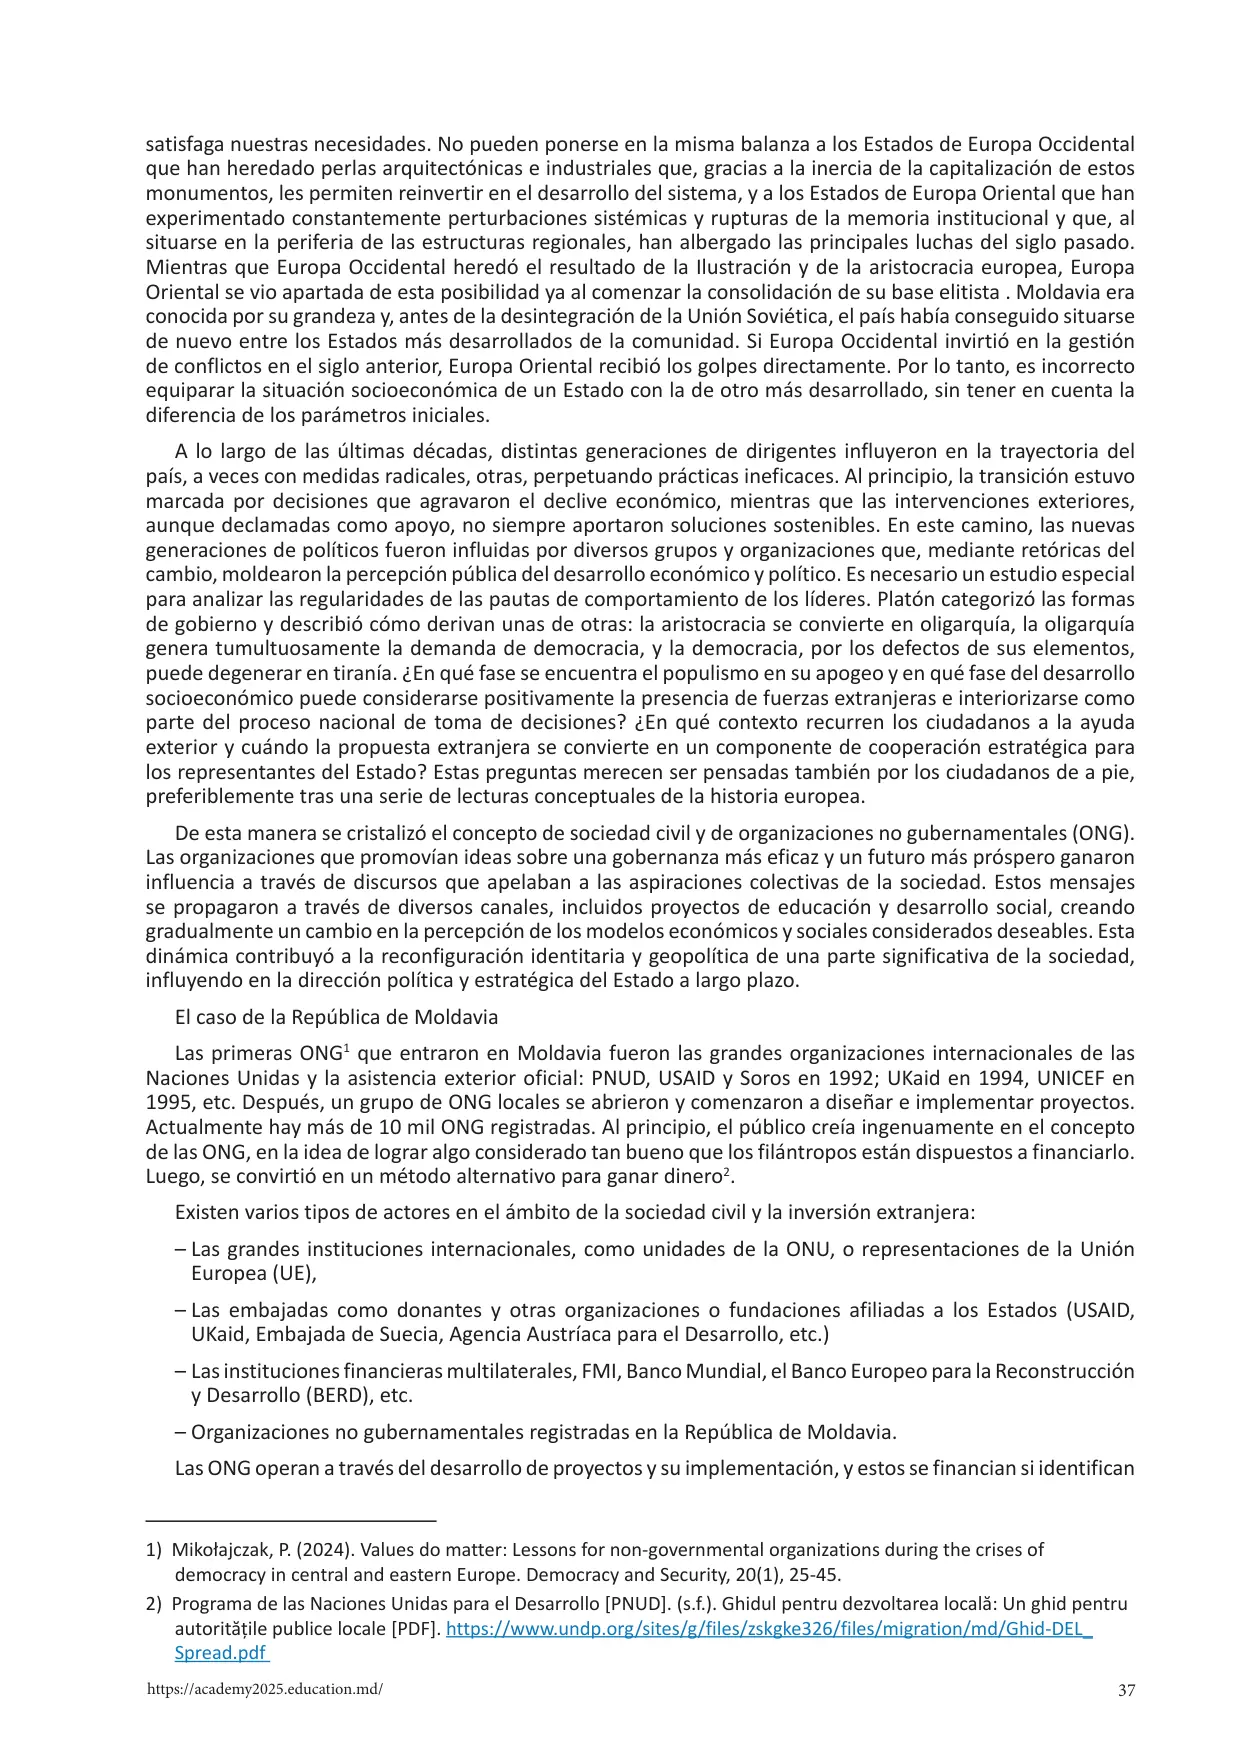 satisfaga nuestras necesidades. No pueden ponerse en la misma balanza a los Estados de Europa Occidental
que han heredado perlas arquitectónicas e industriales que, gracias a la inercia de la capitalización de estos
monumentos, les permiten reinvertir en el desarrollo del sistema, y a los Estados de Europa Oriental que han
experimentado constantemente perturbaciones sistémicas y rupturas de la memoria institucional y que, al
situarse en la periferia de las estructuras regionales, han albergado las principales luchas del siglo pasado.
Mientras que Europa Occidental heredó el resultado de la Ilustración y de la aristocracia europea, Europa
Oriental se vio apartada de esta posibilidad ya al comenzar la consolidación de su base elitista . Moldavia era
conocida por su grandeza y, antes de la desintegración de la Unión Soviética, el país había conseguido situarse
de nuevo entre los Estados más desarrollados de la comunidad. Si Europa Occidental invirtió en la gestión
de conflictos en el siglo anterior, Europa Oriental recibió los golpes directamente. Por lo tanto, es incorrecto
equiparar la situación socioeconómica de un Estado con la de otro más desarrollado, sin tener en cuenta la
diferencia de los parámetros iniciales.
A lo largo de las últimas décadas, distintas generaciones de dirigentes influyeron en la trayectoria del
país, a veces con medidas radicales, otras, perpetuando prácticas ineficaces. Al principio, la transición estuvo
marcada por decisiones que agravaron el declive económico, mientras que las intervenciones exteriores,
aunque declamadas como apoyo, no siempre aportaron soluciones sostenibles. En este camino, las nuevas
generaciones de políticos fueron influidas por diversos grupos y organizaciones que, mediante retóricas del
cambio, moldearon la percepción pública del desarrollo económico y político. Es necesario un estudio especial
para analizar las regularidades de las pautas de comportamiento de los líderes. Platón categorizó las formas
de gobierno y describió cómo derivan unas de otras: la aristocracia se convierte en oligarquía, la oligarquía
genera tumultuosamente la demanda de democracia, y la democracia, por los defectos de sus elementos,
puede degenerar en tiranía. ¿En qué fase se encuentra el populismo en su apogeo y en qué fase del desarrollo
socioeconómico puede considerarse positivamente la presencia de fuerzas extranjeras e interiorizarse como
parte del proceso nacional de toma de decisiones? ¿En qué contexto recurren los ciudadanos a la ayuda
exterior y cuándo la propuesta extranjera se convierte en un componente de cooperación estratégica para
los representantes del Estado? Estas preguntas merecen ser pensadas también por los ciudadanos de a pie,
preferiblemente tras una serie de lecturas conceptuales de la historia europea.
De esta manera se cristalizó el concepto de sociedad civil y de organizaciones no gubernamentales (ONG).
Las organizaciones que promovían ideas sobre una gobernanza más eficaz y un futuro más próspero ganaron
influencia a través de discursos que apelaban a las aspiraciones colectivas de la sociedad. Estos mensajes
se propagaron a través de diversos canales, incluidos proyectos de educación y desarrollo social, creando
gradualmente un cambio en la percepción de los modelos económicos y sociales considerados deseables. Esta
dinámica contribuyó a la reconfiguración identitaria y geopolítica de una parte significativa de la sociedad,
influyendo en la dirección política y estratégica del Estado a largo plazo.
El caso de la República de Moldavia
Las primeras ONG1 que entraron en Moldavia fueron las grandes organizaciones internacionales de las
Naciones Unidas y la asistencia exterior oficial: PNUD, USAID y Soros en 1992; UKaid en 1994, UNICEF en
1995, etc. Después, un grupo de ONG locales se abrieron y comenzaron a diseñar e implementar proyectos.
Actualmente hay más de 10 mil ONG registradas. Al principio, el público creía ingenuamente en el concepto
de las ONG, en la idea de lograr algo considerado tan bueno que los filántropos están dispuestos a financiarlo.
Luego, se convirtió en un método alternativo para ganar dinero2.
Existen varios tipos de actores en el ámbito de la sociedad civil y la inversión extranjera:
– Las grandes instituciones internacionales, como unidades de la ONU, o representaciones de la Unión
Europea (UE),
– Las embajadas como donantes y otras organizaciones o fundaciones afiliadas a los Estados (USAID,
UKaid, Embajada de Suecia, Agencia Austríaca para el Desarrollo, etc.)
– Las instituciones financieras multilaterales, FMI, Banco Mundial, el Banco Europeo para la Reconstrucción
y Desarrollo (BERD), etc.
– Organizaciones no gubernamentales registradas en la República de Moldavia.
Las ONG operan a través del desarrollo de proyectos y su implementación, y estos se financian si identifican
1) Mikołajczak, P. (2024). Values do matter: Lessons for non-governmental organizations during the crises of
democracy in central and eastern Europe. Democracy and Security, 20(1), 25-45.
2) Programa de las Naciones Unidas para el Desarrollo [PNUD]. (s.f.). Ghidul pentru dezvoltarea locală: Un ghid pentru
autoritățile publice locale [PDF]. https://www.undp.org/sites/g/files/zskgke326/files/migration/md/Ghid-DEL_
Spread.pdf
https://academy2025.education.md/
37